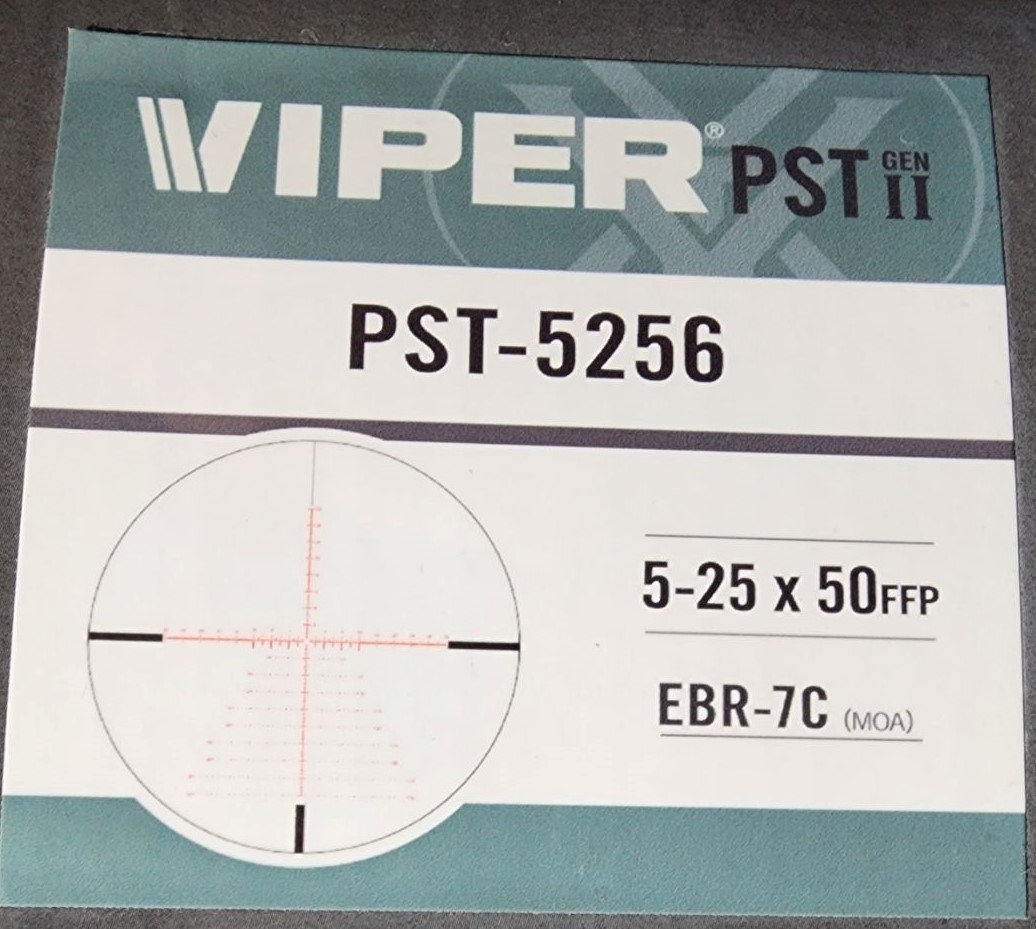 VIPER® PST GEN II
PST-5256
5-25 x 50FFP
EBR-7C (MOA)